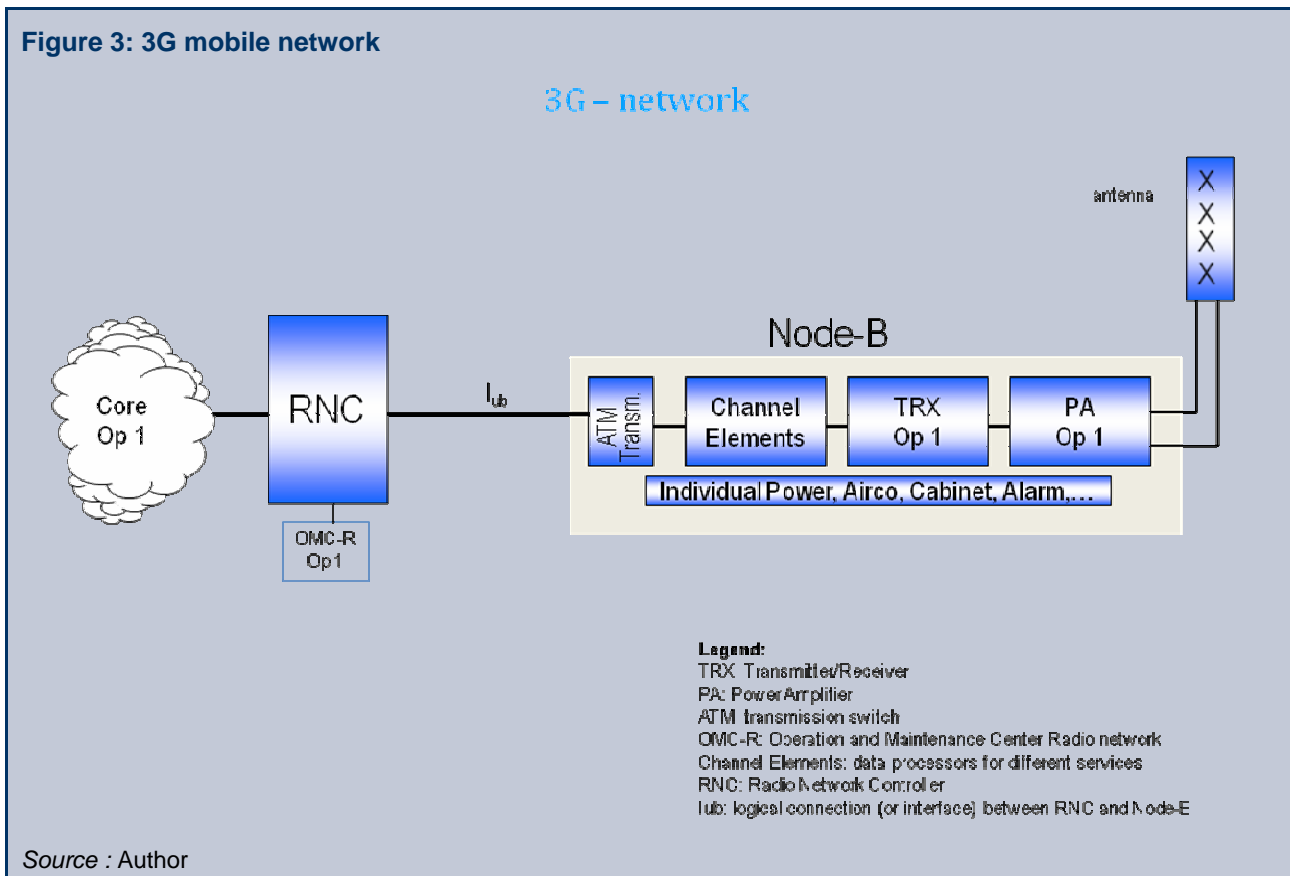 Figure 3: 3G mobile network
3G – network
antenna
X
X
X
X
Node-B
Core
Op 1
RNC
Iub
ATM
Transm.
Channel
Elements
TRX
Op 1
PA
Op 1
Individual Power, Airco, Cabinet, Alarm,...
OMC-R
Op1
Legend:
TRX Transmitter/Receiver
PA: Power Amplifier
ATM transmission switch
OMC-R: Operation and Maintenance Center Radio network
Channel Elements: data processors for different services
RNC: Radio Network Controller
Iub: logical connection (or interface) between RNC and Node-E
Source : Author